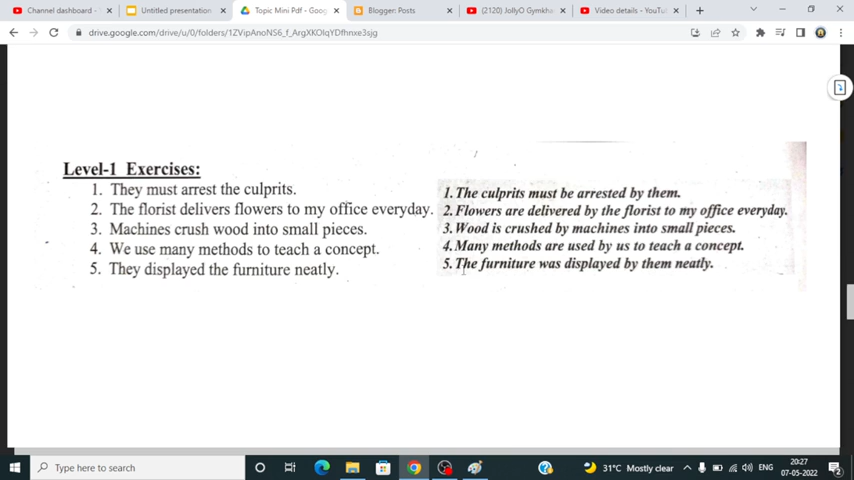 Channel dashboard -
Untitled presentation
Topic Mini Pdf - Goog
Blogger: Posts
(2120) JollyO Gymkha
Video details - YouTu
drive.google.com/drive/u/0/folders/1ZVipAnoNS6_f_ArgXKOlqYDfhnxe3sjg
Level-1 Exercises:
1. They must arrest the culprits.
2. The florist delivers flowers to my office everyday.
3. Machines crush wood into small pieces.
4. We use many methods to teach a concept.
5. They displayed the furniture neatly.
1. The culprits must be arrested by them.
2. Flowers are delivered by the florist to my office everyday.
3. Wood is crushed by machines into small pieces.
4. Many methods are used by us to teach a concept.
5. The furniture was displayed by them neatly.
Type here to search
31°C Mostly clear
ENG
20:27
07-05-2022
2